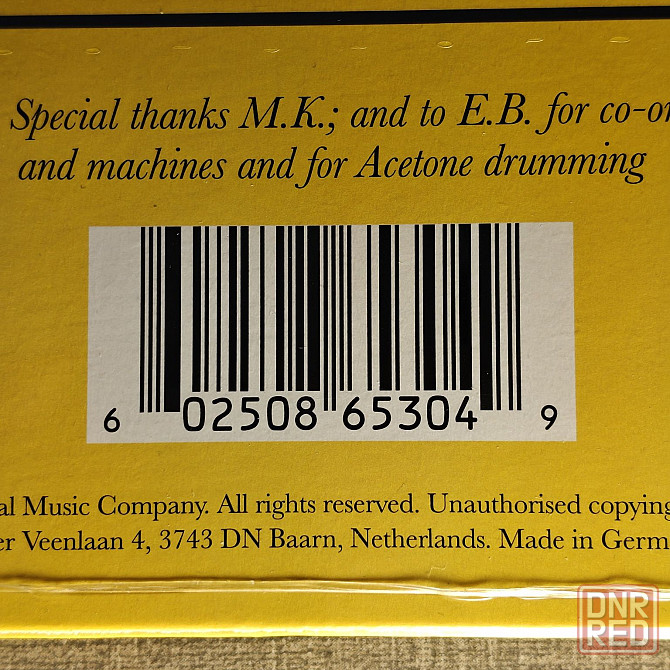 Special thanks M.K.; and to E.B. for co-or
and machines and for Acetone drumming
6 02508 65304 9
al Music Company. All rights reserved. Unauthorised copying
er Veenlaan 4, 3743 DN Baarn, Netherlands. Made in Germ
DNR
RED